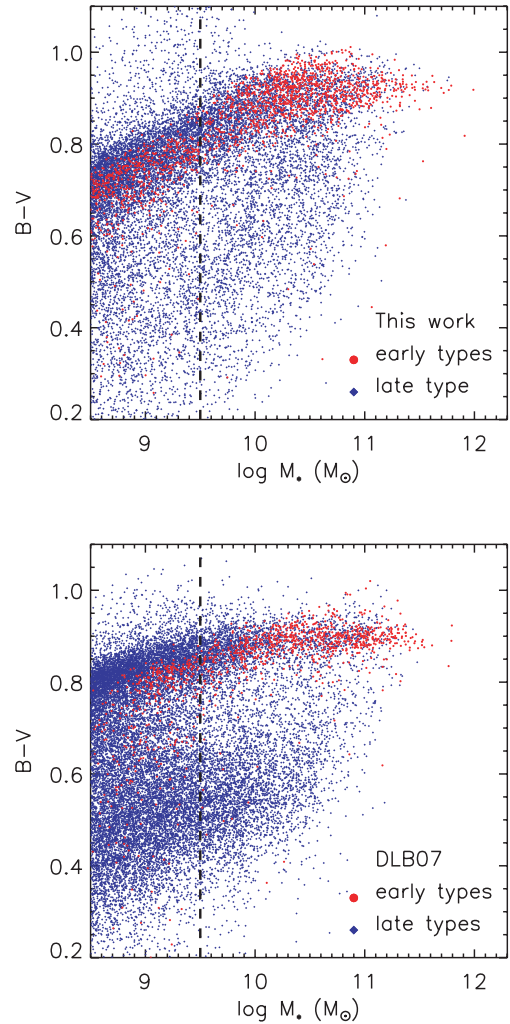 1.0
0.8
0.6
0.4
0.2
B−V
This work
early types
late type
9 10 11 12
log M* (M⊙)
1.0
0.8
0.6
0.4
0.2
B−V
DLB07
early types
late types
9 10 11 12
log M* (M⊙)